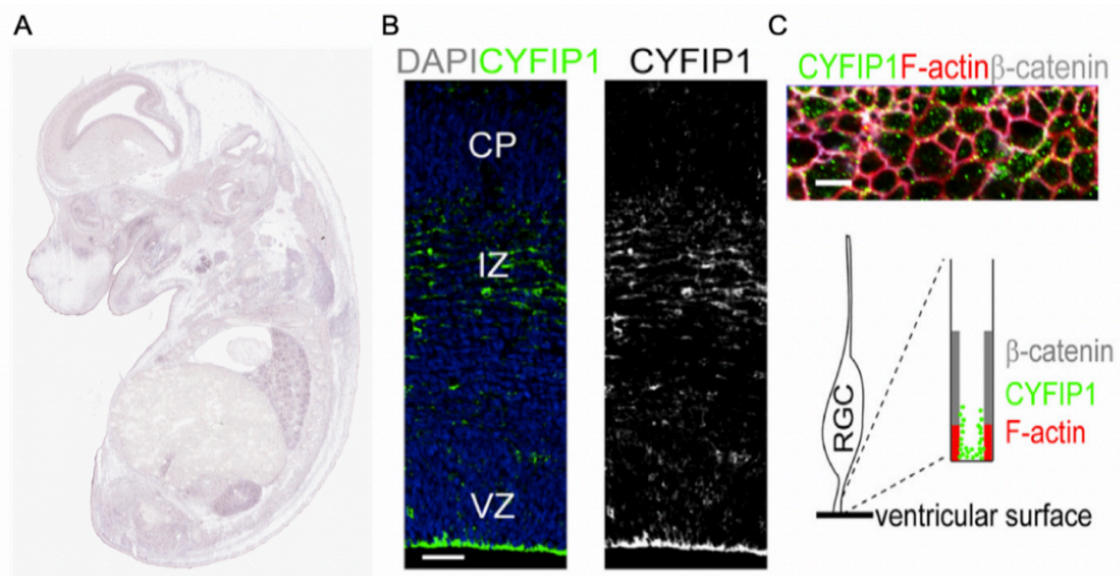 A
B
DAPICYFIP1
CYFIP1
CP
IZ
VZ
C
CYFIP1F-actinβ-catenin
RGC
β-catenin
CYFIP1
F-actin
ventricular surface